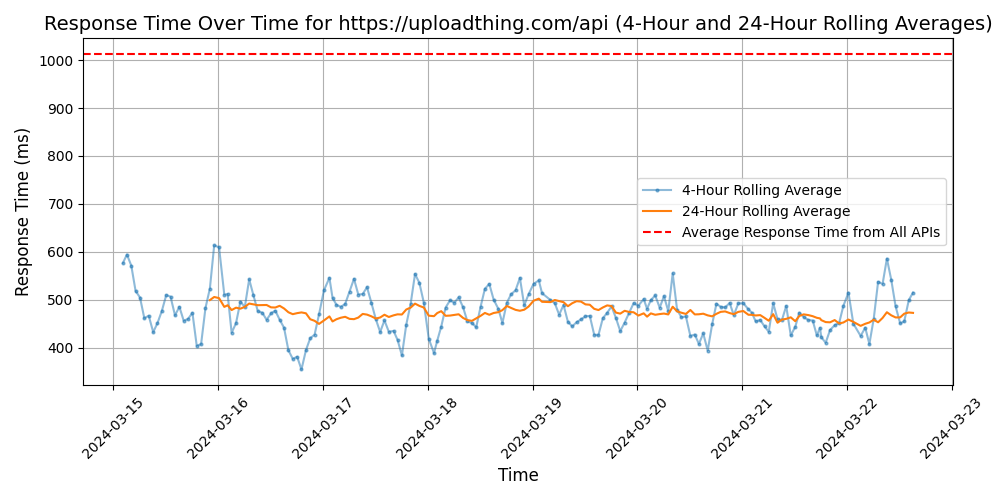 Response Time Over Time for https://uploadthing.com/api (4-Hour and 24-Hour Rolling Averages)
Response Time (ms)
1000
900
800
700
600
500
400
4-Hour Rolling Average
24-Hour Rolling Average
Average Response Time from All APIs
2024-03-15
2024-03-16
2024-03-17
2024-03-18
2024-03-19
2024-03-20
2024-03-21
2024-03-22
2024-03-23
Time